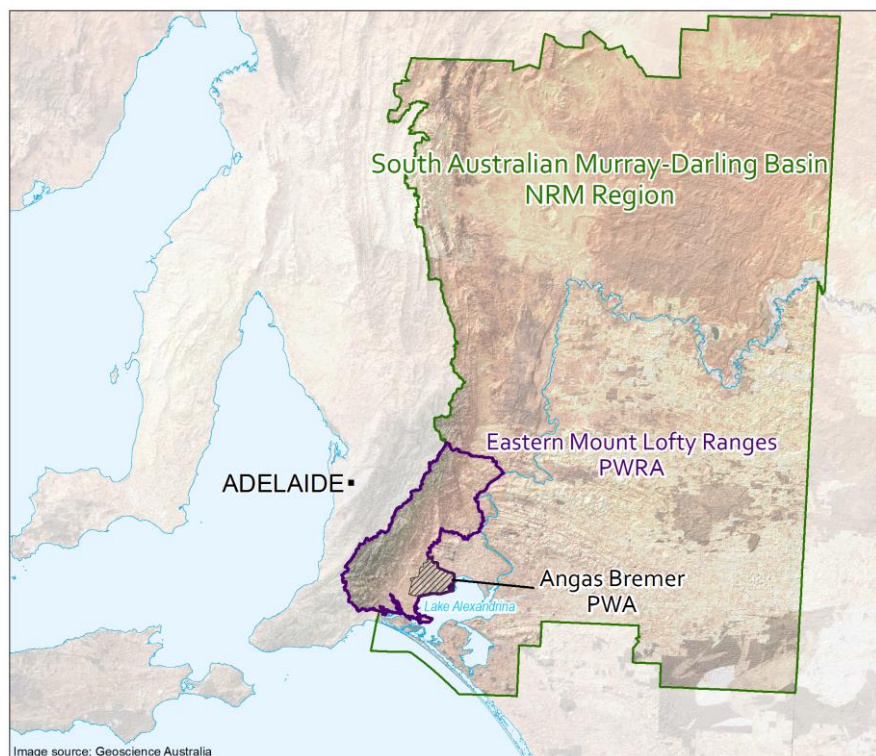 South Australian Murray-Darling Basin
NRM Region
Eastern Mount Lofty Ranges
PWRA
ADELAIDE
Angas Bremer
PWA
Lake Alexandrina
Image source: Geoscience Australia